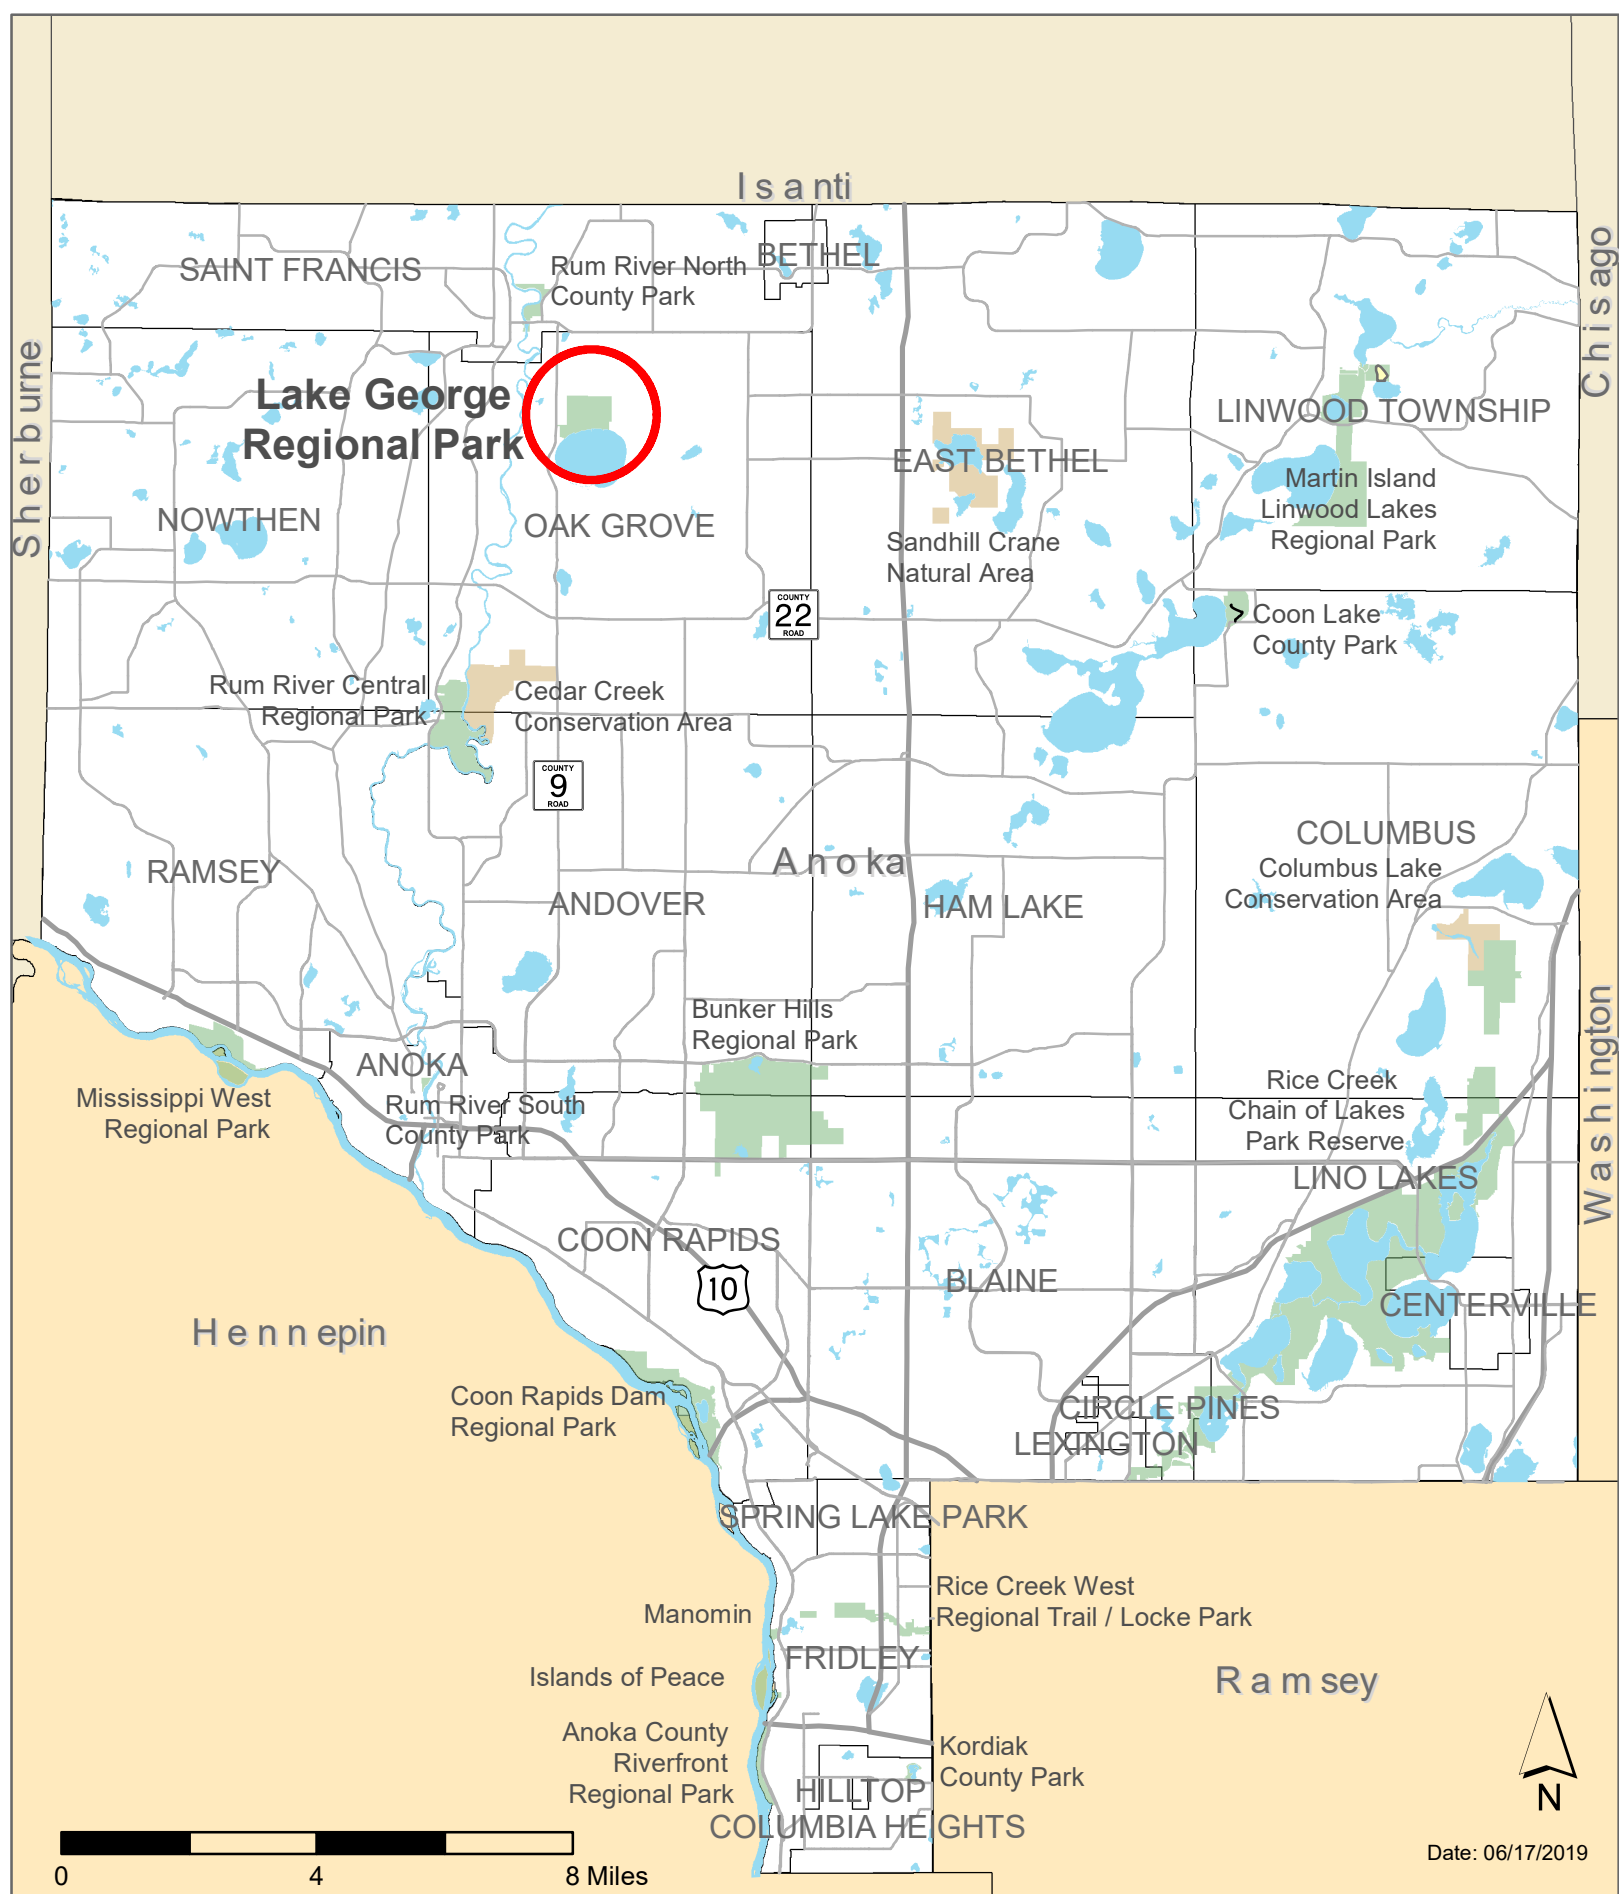 Isanti
SAINT FRANCIS
Rum River North
County Park
BETHEL
Chisago
Sherburne
Lake George
Regional Park
LINWOOD TOWNSHIP
EAST BETHEL
Martin Island
Linwood Lakes
Regional Park
NOWTHEN
OAK GROVE
Sandhill Crane
Natural Area
COUNTY
22
ROAD
Coon Lake
County Park
Rum River Central
Regional Park
Cedar Creek
Conservation Area
COUNTY
9
ROAD
Anoka
COLUMBUS
Columbus Lake
Conservation Area
RAMSEY
ANDOVER
HAM LAKE
Bunker Hills
Regional Park
Washington
ANOKA
Mississippi West
Regional Park
Rum River South
County Park
Rice Creek
Chain of Lakes
Park Reserve
LINO LAKES
COON RAPIDS
10
BLAINE
CENTERVILLE
Hennepin
Coon Rapids Dam
Regional Park
CIRCLE PINES
LEXINGTON
SPRING LAKE PARK
Rice Creek West
Regional Trail / Locke Park
Manomin
FRIDLEY
Islands of Peace
Ramsey
Anoka County
Riverfront
Regional Park
Kordiak
County Park
HILLTOP
COLUMBIA HEIGHTS
N
0 4 8 Miles
Date: 06/17/2019